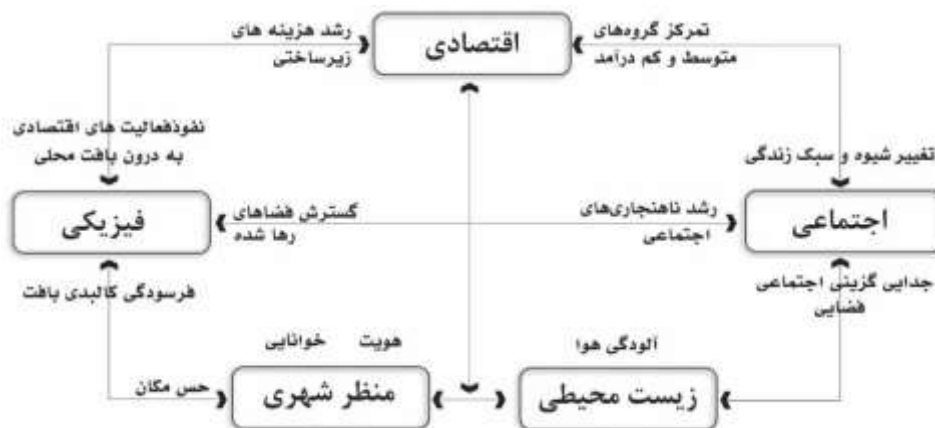 تمرکز گروه‌های
متوسط و کم درآمد
اقتصادی
رشد هزینه های
زیرساختی
نفوذفعالیت های اقتصادی
به درون بافت محلی
تغییر شیوه و سبک زندگی
اجتماعی
رشد ناهنجاری‌های
اجتماعی
گسترش فضاهای
رها شده
فیزیکی
جدایی گزینی اجتماعی
فضایی
فرسودگی کالبدی بافت
آلودگی هوا
هویت
خوانایی
زیست محیطی
منظر شهری
حس مکان